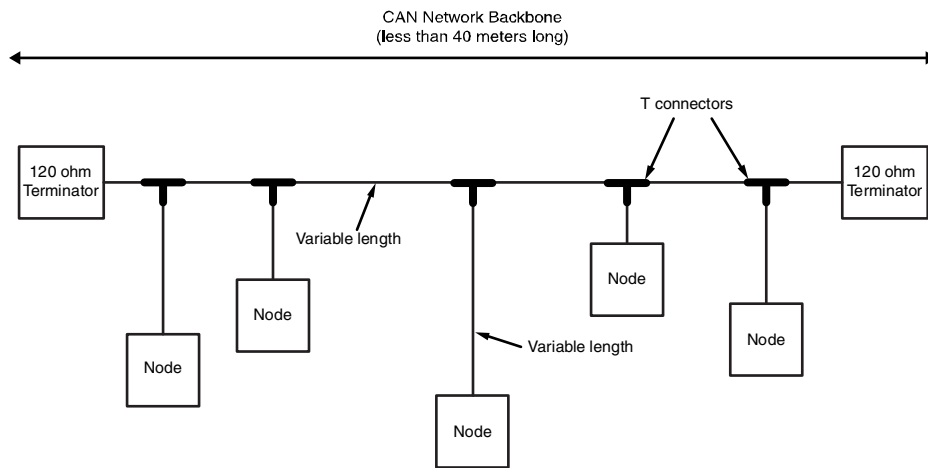 CAN Network Backbone
(less than 40 meters long)
T connectors
120 ohm
Terminator
120 ohm
Terminator
Variable length
Node
Node
Node
Node
Variable length
Node